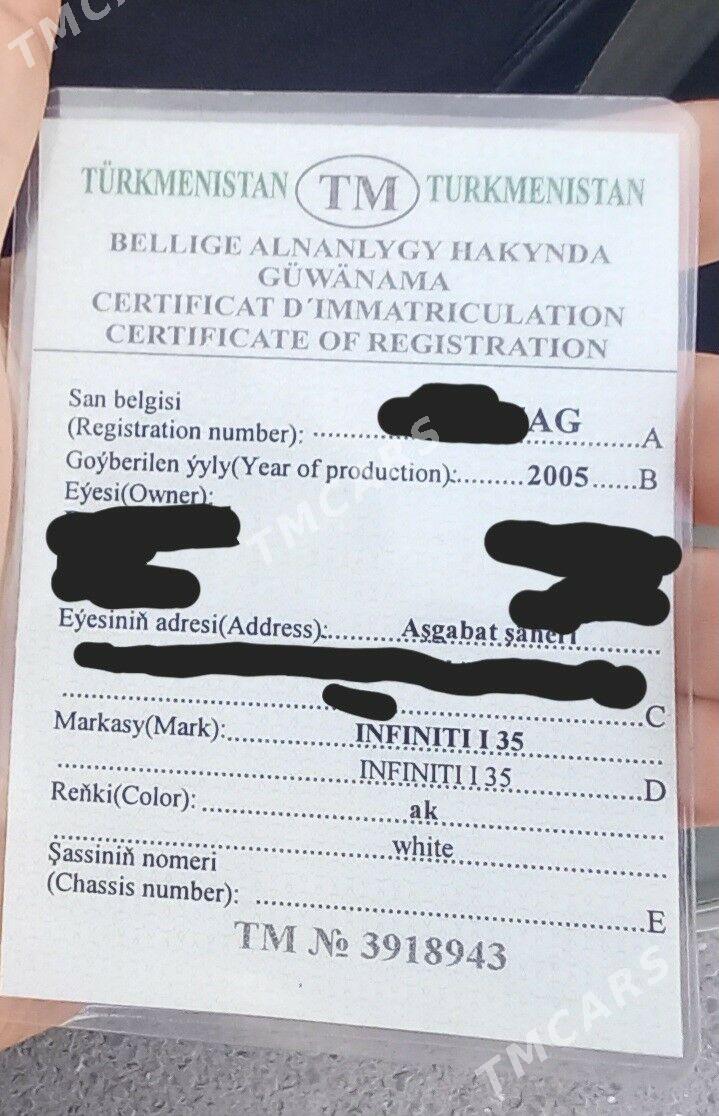 TÜRKMENISTAN TM TURKMENISTAN
BELLIGE ALNANLYGY HAKYNDA
GÜWÄNAMA
CERTIFICAT D'IMMATRICULATION
CERTIFICATE OF REGISTRATION
San belgisi
(Registration number): AG A
Goýberilen ýyly(Year of production): 2005 B
Eýesi(Owner):
Eýesiniň adresi(Address): Aşgabat şäheri
C
Markasy(Mark): INFINITI I 35
INFINITI I 35 D
Reňki(Color): ak
white
Şassiniň nomeri
(Chassis number): E
TM № 3918943
TMCARS
TMCARS
TMCARS